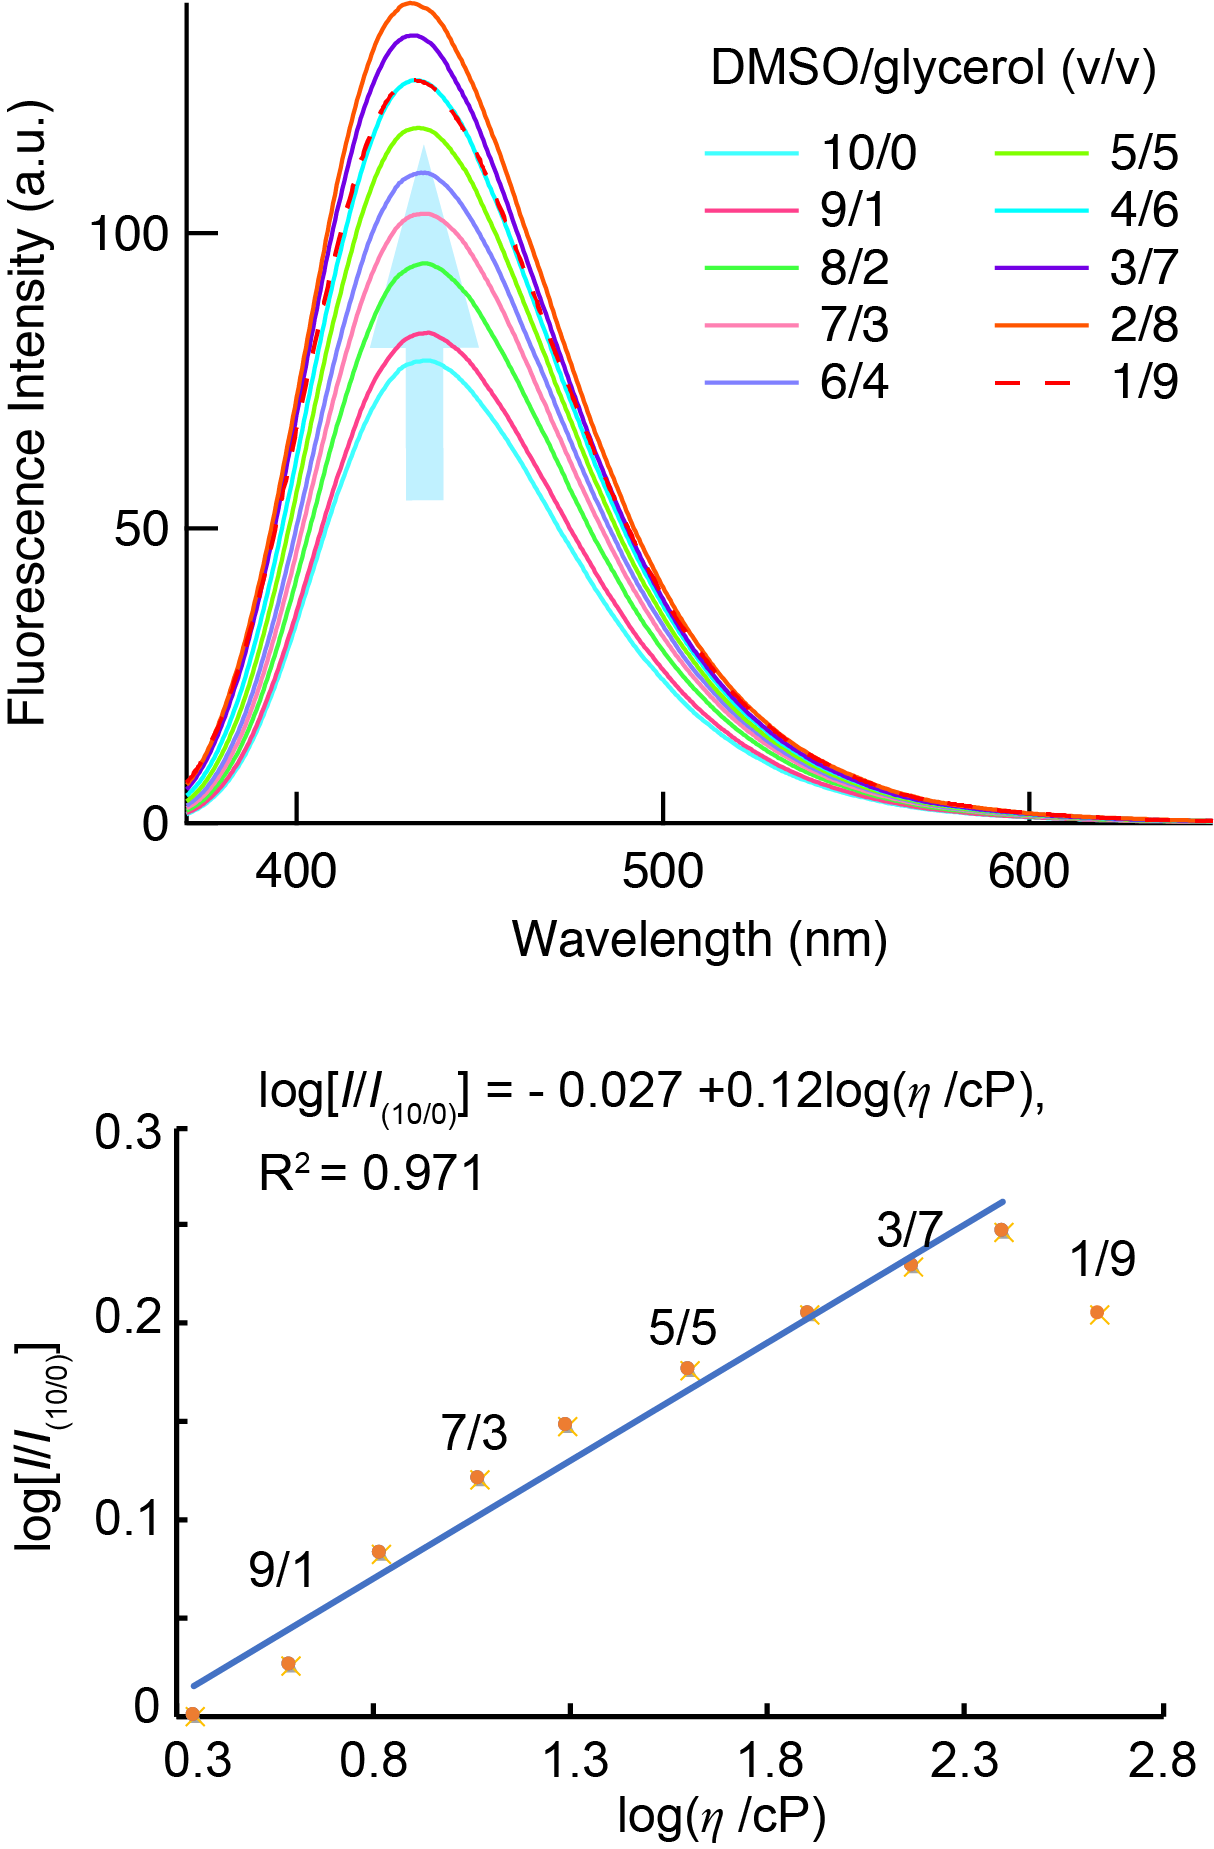 Fluorescence Intensity (a.u.)
DMSO/glycerol (v/v)
10/0 5/5
9/1 4/6
8/2 3/7
7/3 2/8
6/4 1/9
100
50
0
400 500 600
Wavelength (nm)
log[I/I(10/0)] = - 0.027 +0.12log(η /cP),
R² = 0.971
log[I/I(10/0)]
0.3
0.2
0.1
0
3/7
1/9
5/5
7/3
9/1
0.3 0.8 1.3 1.8 2.3 2.8
log(η /cP)